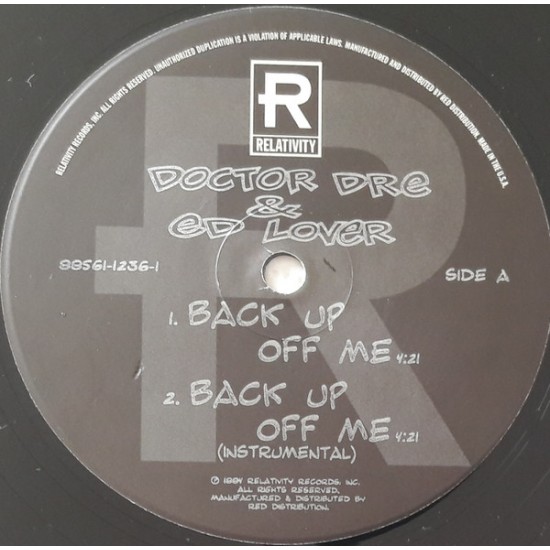 RELATIVITY RECORDS, INC. ALL RIGHTS RESERVED. UNAUTHORIZED DUPLICATION IS A VIOLATION OF APPLICABLE LAWS. MANUFACTURED AND DISTRIBUTED BY RED DISTRIBUTION. MADE IN THE U.S.A.
R
RELATIVITY
DOCTOR DRE
&
ED LOVER
88561-1236-1
SIDE A
1. BACK UP
OFF ME 4:21
2. BACK UP
OFF ME 4:21
(INSTRUMENTAL)
℗ 1994 RELATIVITY RECORDS, INC.
ALL RIGHTS RESERVED.
MANUFACTURED & DISTRIBUTED BY
RED DISTRIBUTION.